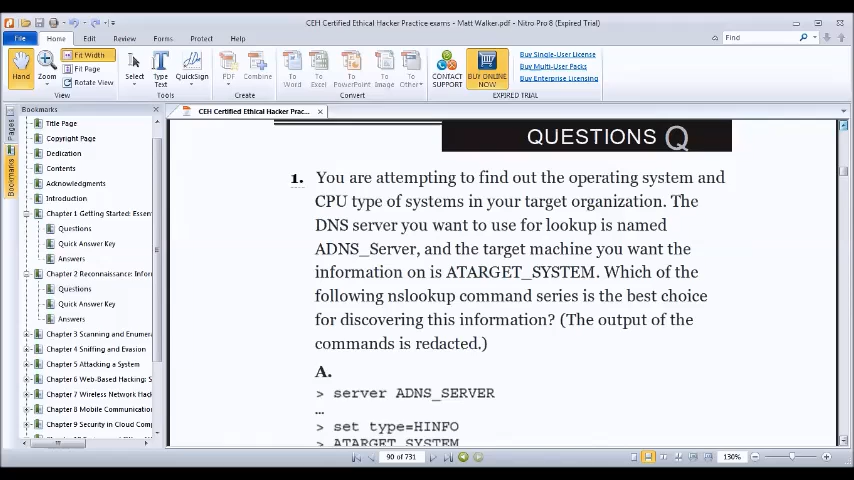 CEH Certified Ethical Hacker Practice exams - Matt Walker.pdf - Nitro Pro 8 (Expired Trial)
File Home Edit Review Forms Protect Help Find
Hand Zoom Fit Width Fit Page Rotate View Select Type Text QuickSign PDF Combine To Word To Excel To PowerPoint To Image To Other CONTACT SUPPORT BUY ONLINE NOW Buy Single-User License Buy Multi-User Packs Buy Enterprise Licensing
View Tools Create Convert EXPIRED TRIAL
Bookmarks
CEH Certified Ethical Hacker Prac...
Pages
Bookmarks
Title Page
Copyright Page
Dedication
Contents
Acknowledgments
Introduction
Chapter 1 Getting Started: Essen
Questions
Quick Answer Key
Answers
Chapter 2 Reconnaissance: Infor
Questions
Quick Answer Key
Answers
Chapter 3 Scanning and Enumera
Chapter 4 Sniffing and Evasion
Chapter 5 Attacking a System
Chapter 6 Web-Based Hacking: S
Chapter 7 Wireless Network Hack
Chapter 8 Mobile Communication
Chapter 9 Security in Cloud Comp
QUESTIONS Q
1. You are attempting to find out the operating system and
CPU type of systems in your target organization. The
DNS server you want to use for lookup is named
ADNS_Server, and the target machine you want the
information on is ATARGET_SYSTEM. Which of the
following nslookup command series is the best choice
for discovering this information? (The output of the
commands is redacted.)
A.
> server ADNS_SERVER
...
> set type=HINFO
> ATARGET_SYSTEM
90 of 731
130%